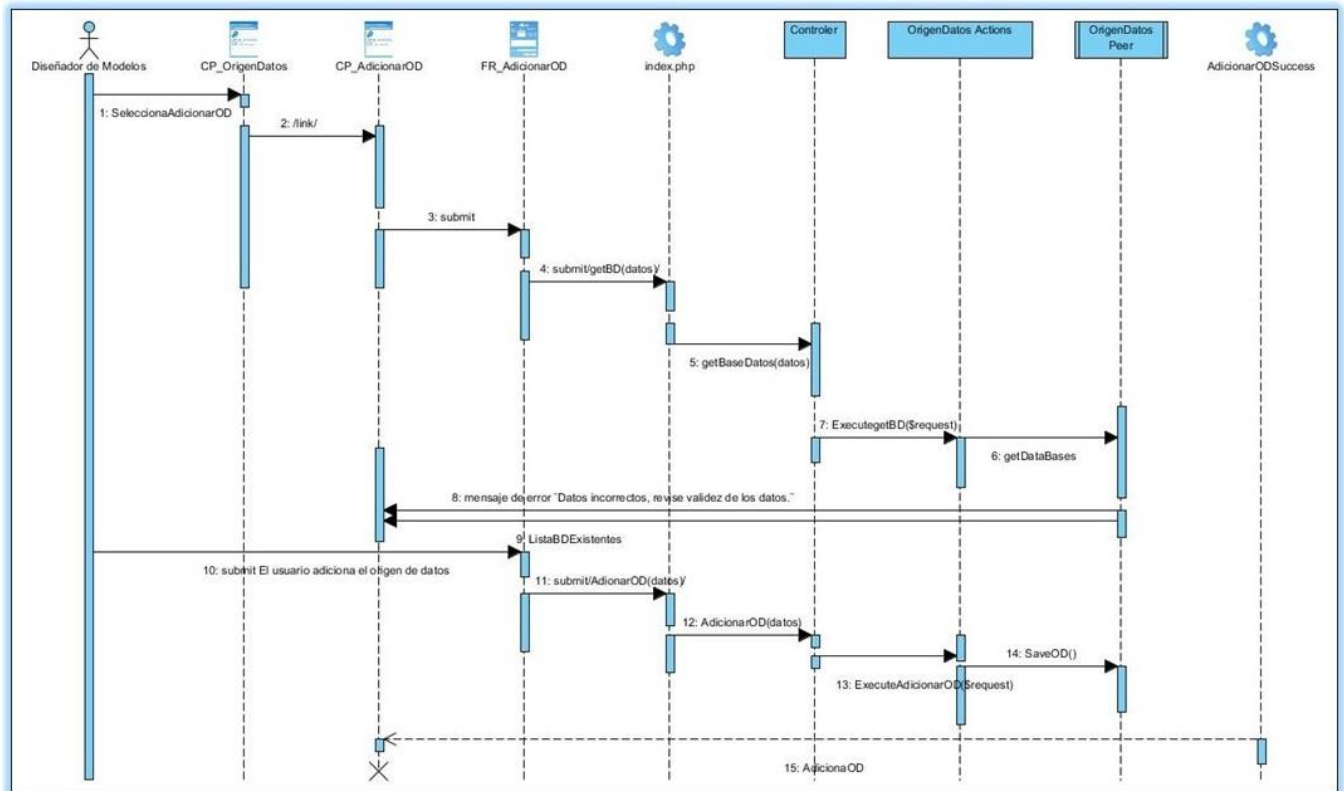 Diseñador de Modelos
CP_OrigenDatos
CP_AdicionarOD
FR_AdicionarOD
index.php
Controler
OrigenDatos Actions
OrigenDatos
Peer
AdicionarODSuccess
1: SeleccionaAdicionarOD
2: /link/
3: submit
4: submit/getBD(datos)/
5: getBaseDatos(datos)
7: ExecutegetBD($request)
6: getDataBases
8: mensaje de error ¨Datos incorrectos, revise validez de los datos.¨
9: ListaBDExistentes
10: submit El usuario adiciona el origen de datos
11: submit/AdionarOD(datos)/
12: AdicionarOD(datos)
14: SaveOD()
13: ExecuteAdicionarOD($request)
15: AdicionaOD